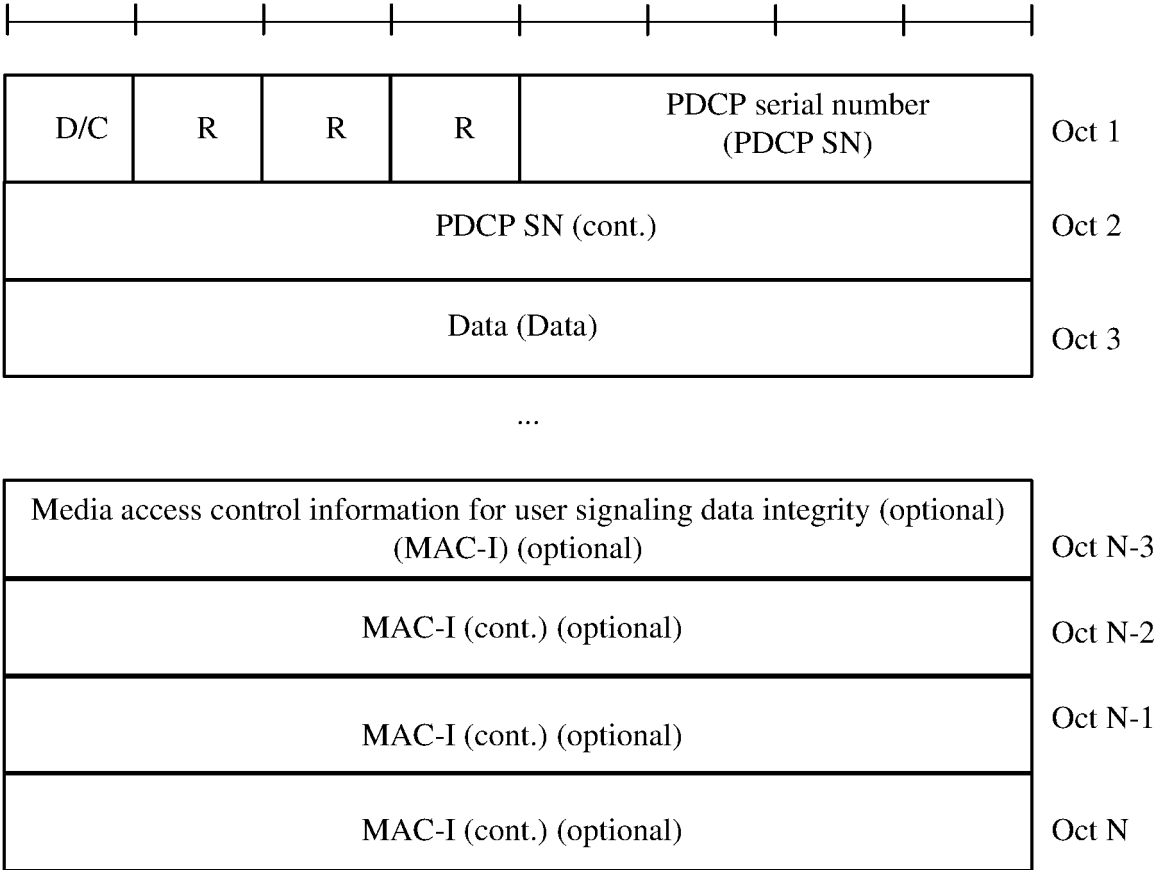 D/C R R R PDCP serial number
(PDCP SN) Oct 1
PDCP SN (cont.) Oct 2
Data (Data) Oct 3
...
Media access control information for user signaling data integrity (optional)
(MAC-I) (optional) Oct N-3
MAC-I (cont.) (optional) Oct N-2
MAC-I (cont.) (optional) Oct N-1
MAC-I (cont.) (optional) Oct N